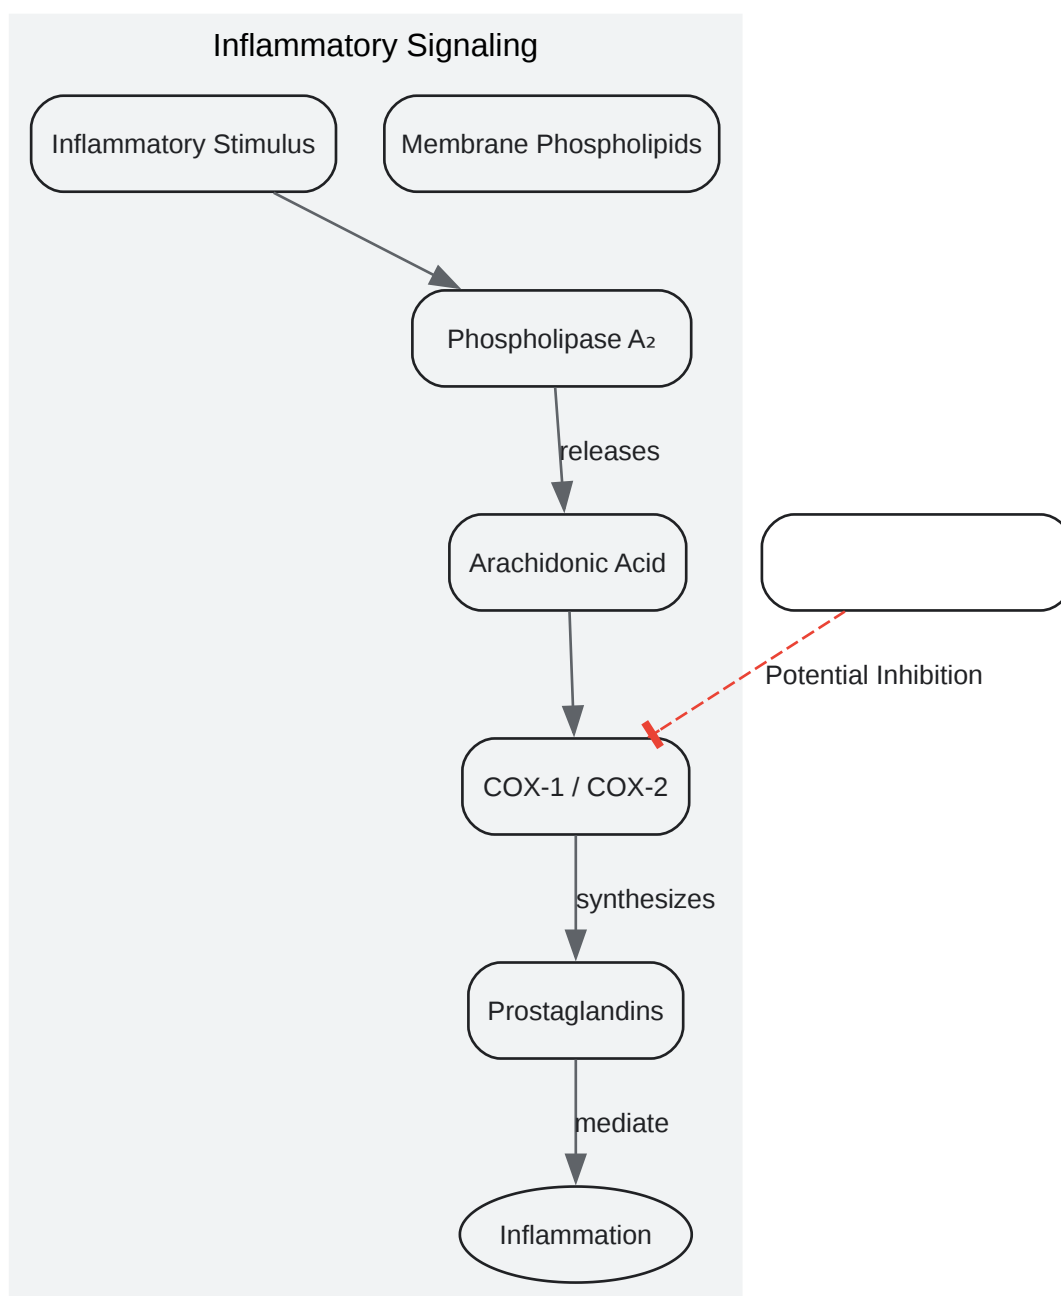 Inflammatory Signaling
Inflammatory Stimulus
Membrane Phospholipids
Phospholipase A₂
releases
Arachidonic Acid
Potential Inhibition
COX-1 / COX-2
synthesizes
Prostaglandins
mediate
Inflammation